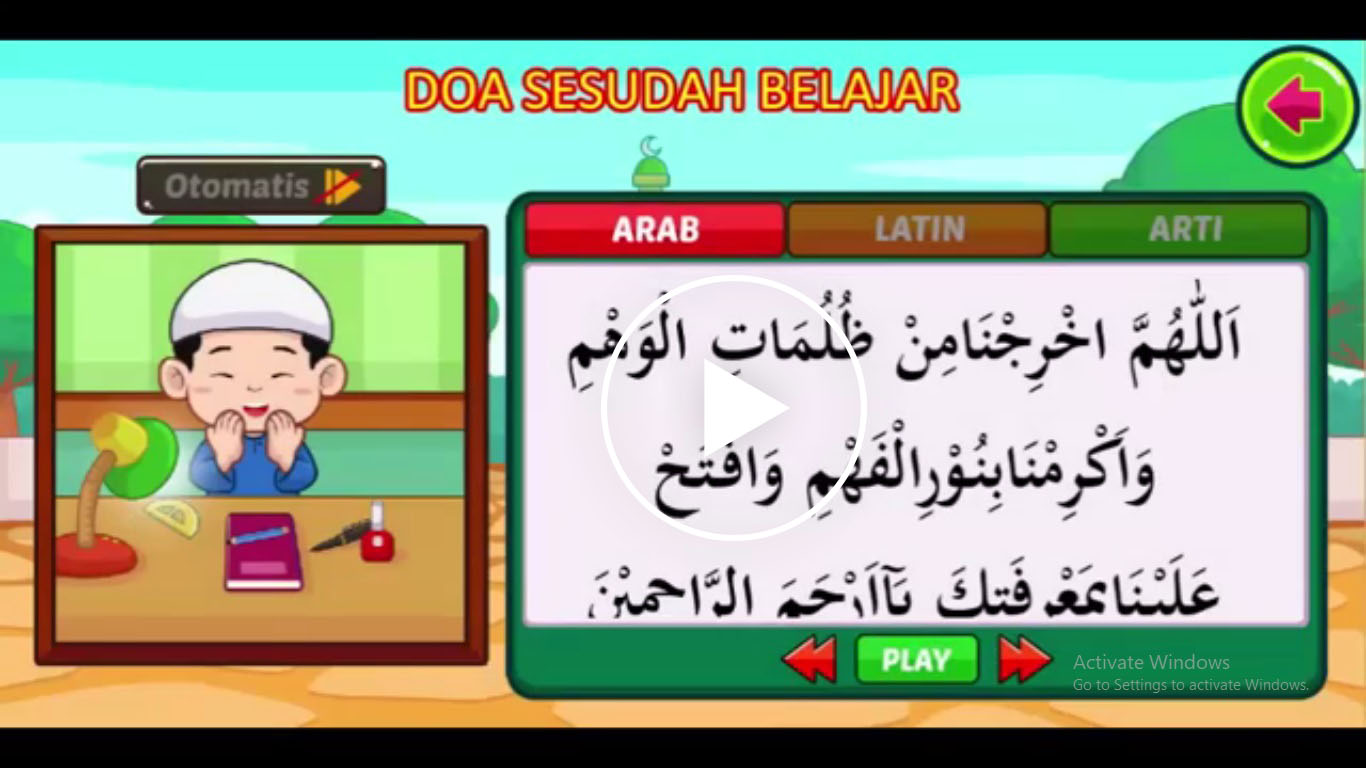 DOA SESUDAH BELAJAR
Otomatis
ARAB LATIN ARTI
اَللّٰهُمَّ اخْرِجْنَامِنْ ظُلُمَاتِ الْوَهْمِ
وَاَكْرِمْنَابِنُوْرِالْفَهْمِ وَافْتَحْ
عَلَيْنَابِمَعْرِفَتِكَ يَآاَرْحَمَ الرَّاحِمِيْنَ
PLAY
Activate Windows
Go to Settings to activate Windows.